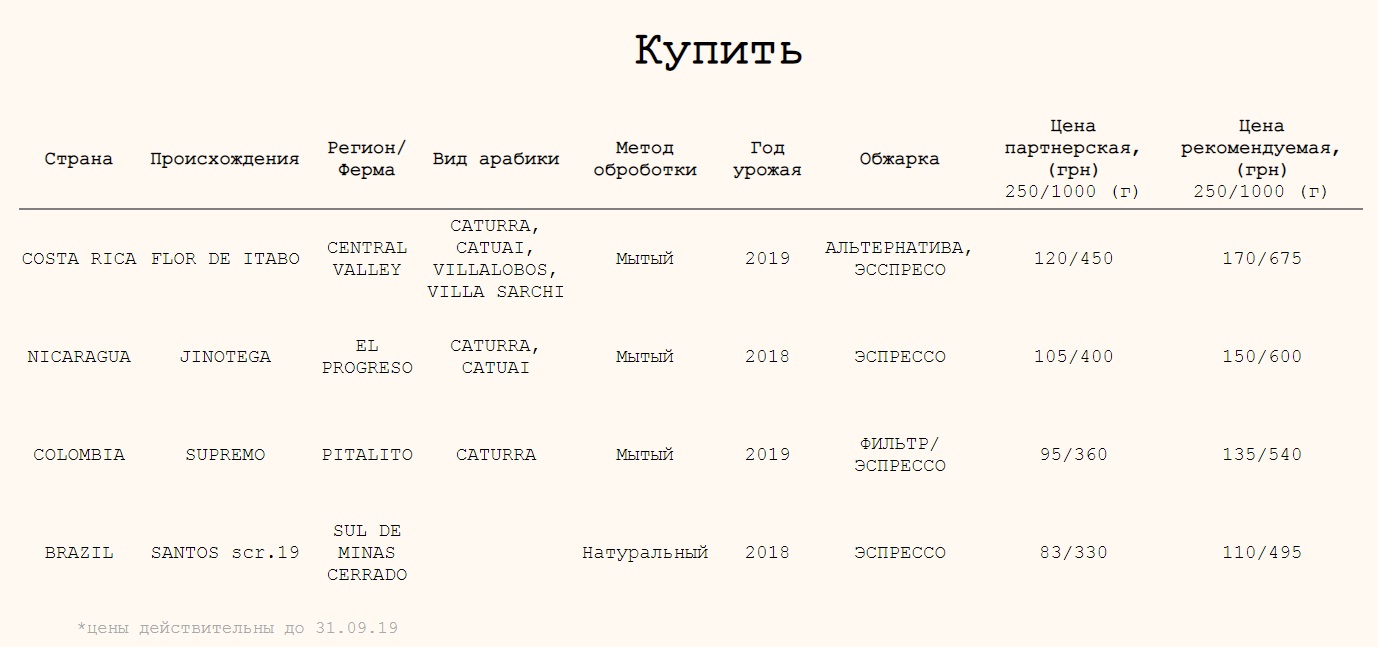 Купить
Страна
Происхождения
Регион/
Ферма
Вид арабики
Метод
оброботки
Год
урожая
Обжарка
Цена
партнерская,
(грн)
250/1000 (г)
Цена
рекомендуемая,
(грн)
250/1000 (г)
COSTA RICA
FLOR DE ITABO
CENTRAL
VALLEY
CATURRA,
CATUAI,
VILLALOBOS,
VILLA SARCHI
Мытый
2019
АЛЬТЕРНАТИВА,
ЭССПРЕСО
120/450
170/675
NICARAGUA
JINOTEGA
EL
PROGRESO
CATURRA,
CATUAI
Мытый
2018
ЭСПРЕССО
105/400
150/600
COLOMBIA
SUPREMO
PITALITO
CATURRA
Мытый
2019
ФИЛЬТР/
ЭСПРЕССО
95/360
135/540
BRAZIL
SANTOS scr.19
SUL DE
MINAS
CERRADO
Натуральный
2018
ЭСПРЕССО
83/330
110/495
*цены действительны до 31.09.19